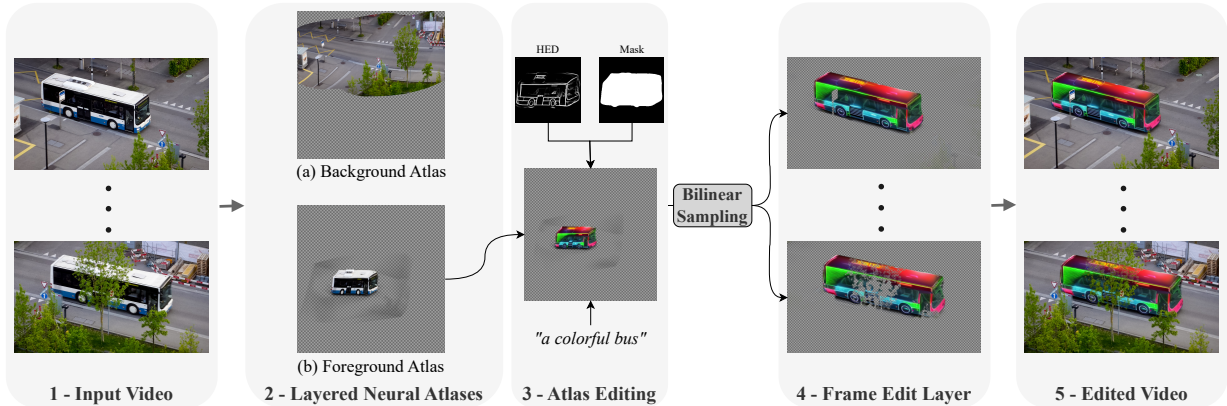 HED
Mask
(a) Background Atlas
Bilinear
Sampling
"a colorful bus"
(b) Foreground Atlas
1 - Input Video
2 - Layered Neural Atlases
3 - Atlas Editing
4 - Frame Edit Layer
5 - Edited Video